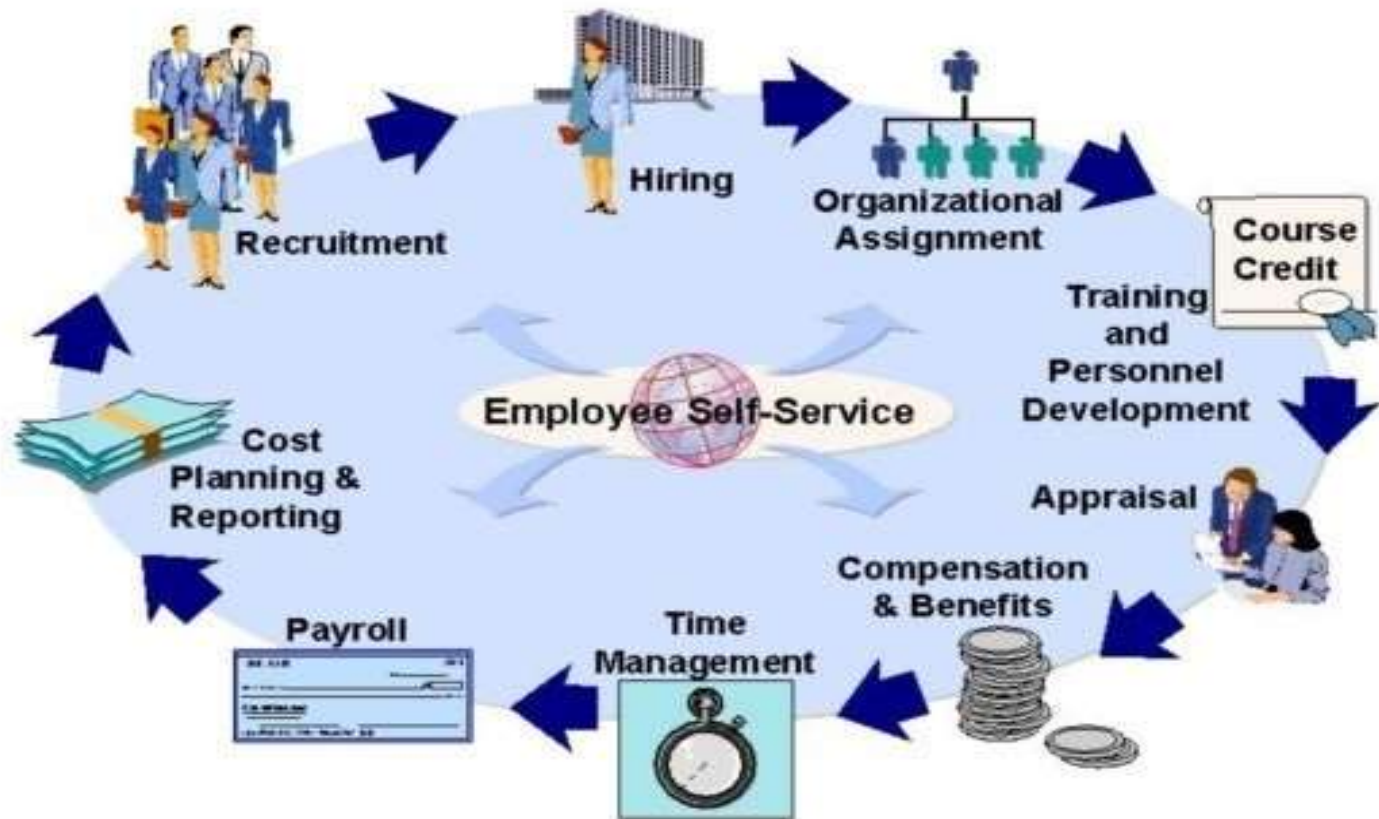 Recruitment
Hiring
Organizational
Assignment
Course
Credit
Training
and
Personnel
Development
Appraisal
Compensation
& Benefits
Time
Management
Payroll
Cost
Planning &
Reporting
Employee Self-Service